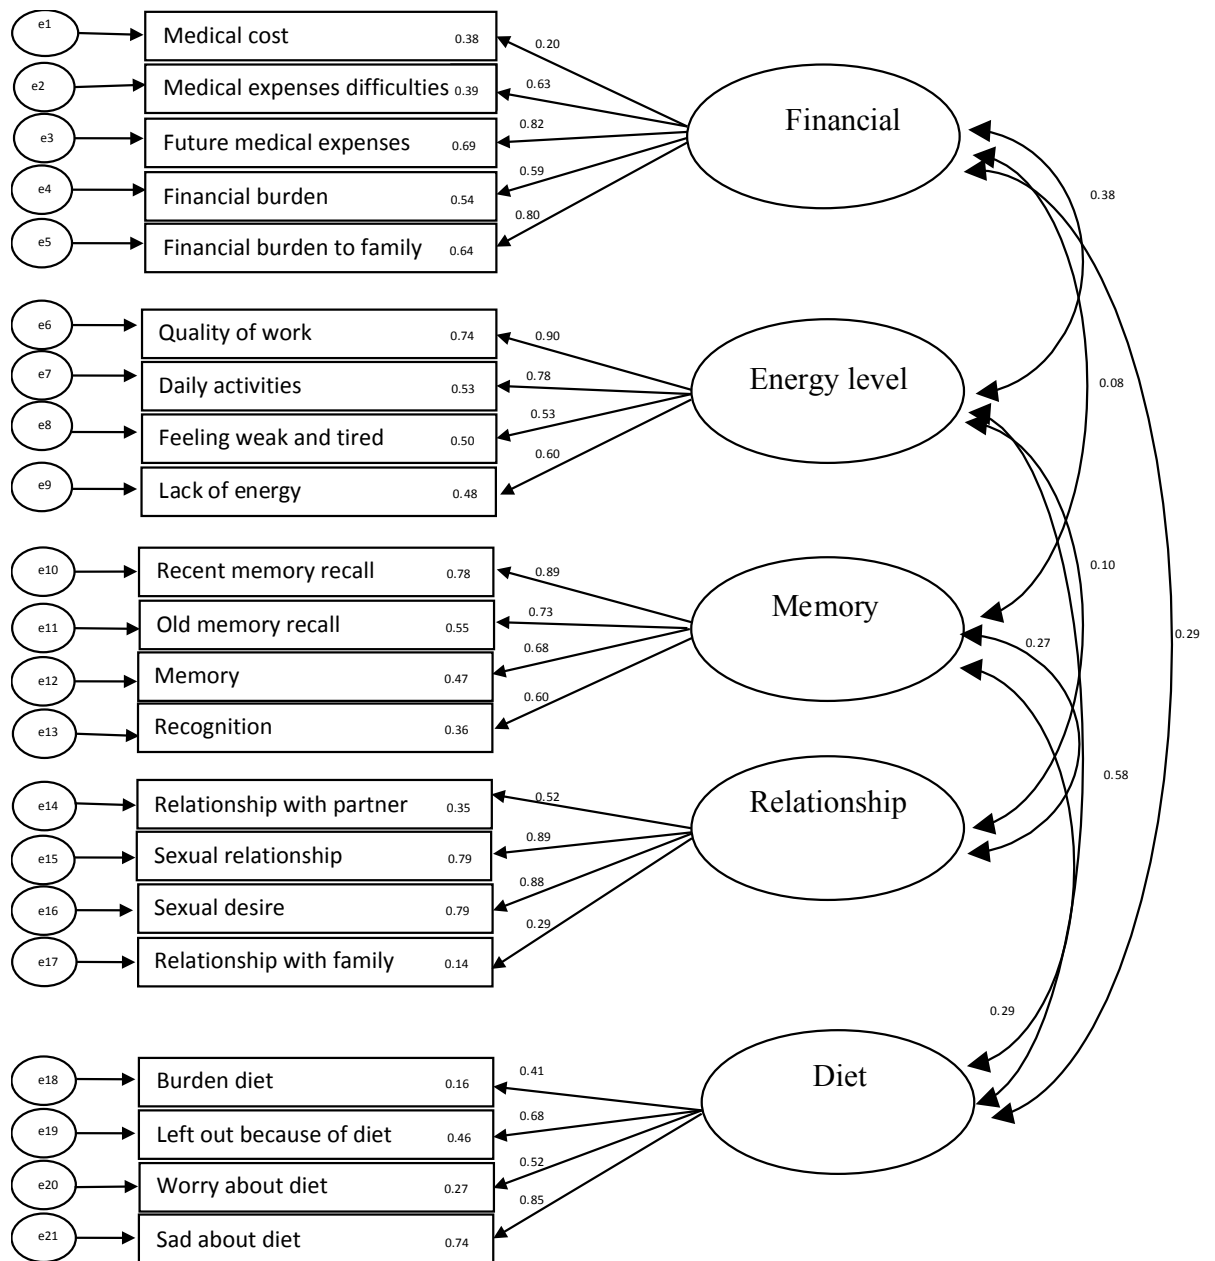 e1 Medical cost 0.38 0.20
e2 Medical expenses difficulties 0.39 0.63
e3 Future medical expenses 0.69 0.82
e4 Financial burden 0.54 0.59
e5 Financial burden to family 0.64 0.80
Financial
0.38
e6 Quality of work 0.74 0.90
e7 Daily activities 0.53 0.78
e8 Feeling weak and tired 0.50 0.53
e9 Lack of energy 0.48 0.60
Energy level
0.08
e10 Recent memory recall 0.78 0.89
e11 Old memory recall 0.55 0.73
e12 Memory 0.47 0.68
e13 Recognition 0.36 0.60
Memory
0.10
0.27
0.29
e14 Relationship with partner 0.35 0.52
e15 Sexual relationship 0.79 0.89
e16 Sexual desire 0.79 0.88
e17 Relationship with family 0.14 0.29
Relationship
0.58
0.29
e18 Burden diet 0.16 0.41
e19 Left out because of diet 0.46 0.68
e20 Worry about diet 0.27 0.52
e21 Sad about diet 0.74 0.85
Diet